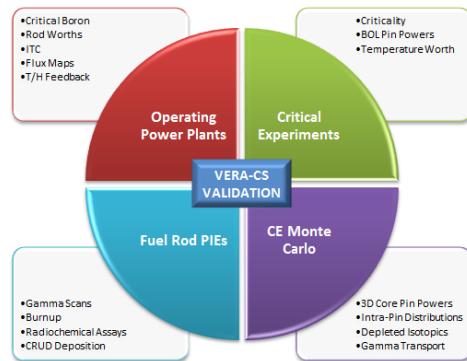 •Critical Boron
•Rod Worths
•ITC
•Flux Maps
•T/H Feedback
•Criticality
•BOL Pin Powers
•Temperature Worth
Operating
Power Plants
Critical
Experiments
VERA-CS
VALIDATION
Fuel Rod PIEs
CE Monte
Carlo
•Gamma Scans
•Burnup
•Radiochemical Assays
•CRUD Deposition
•3D Core Pin Powers
•Intra-Pin Distributions
•Depleted Isotopics
•Gamma Transport